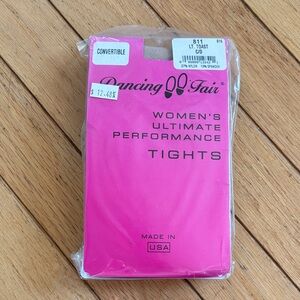 CONVERTIBLE
811
LT. TOAST
C/D
Dancing Fair
$ 12.48
WOMEN'S
ULTIMATE
PERFORMANCE
TIGHTS
MADE IN
USA